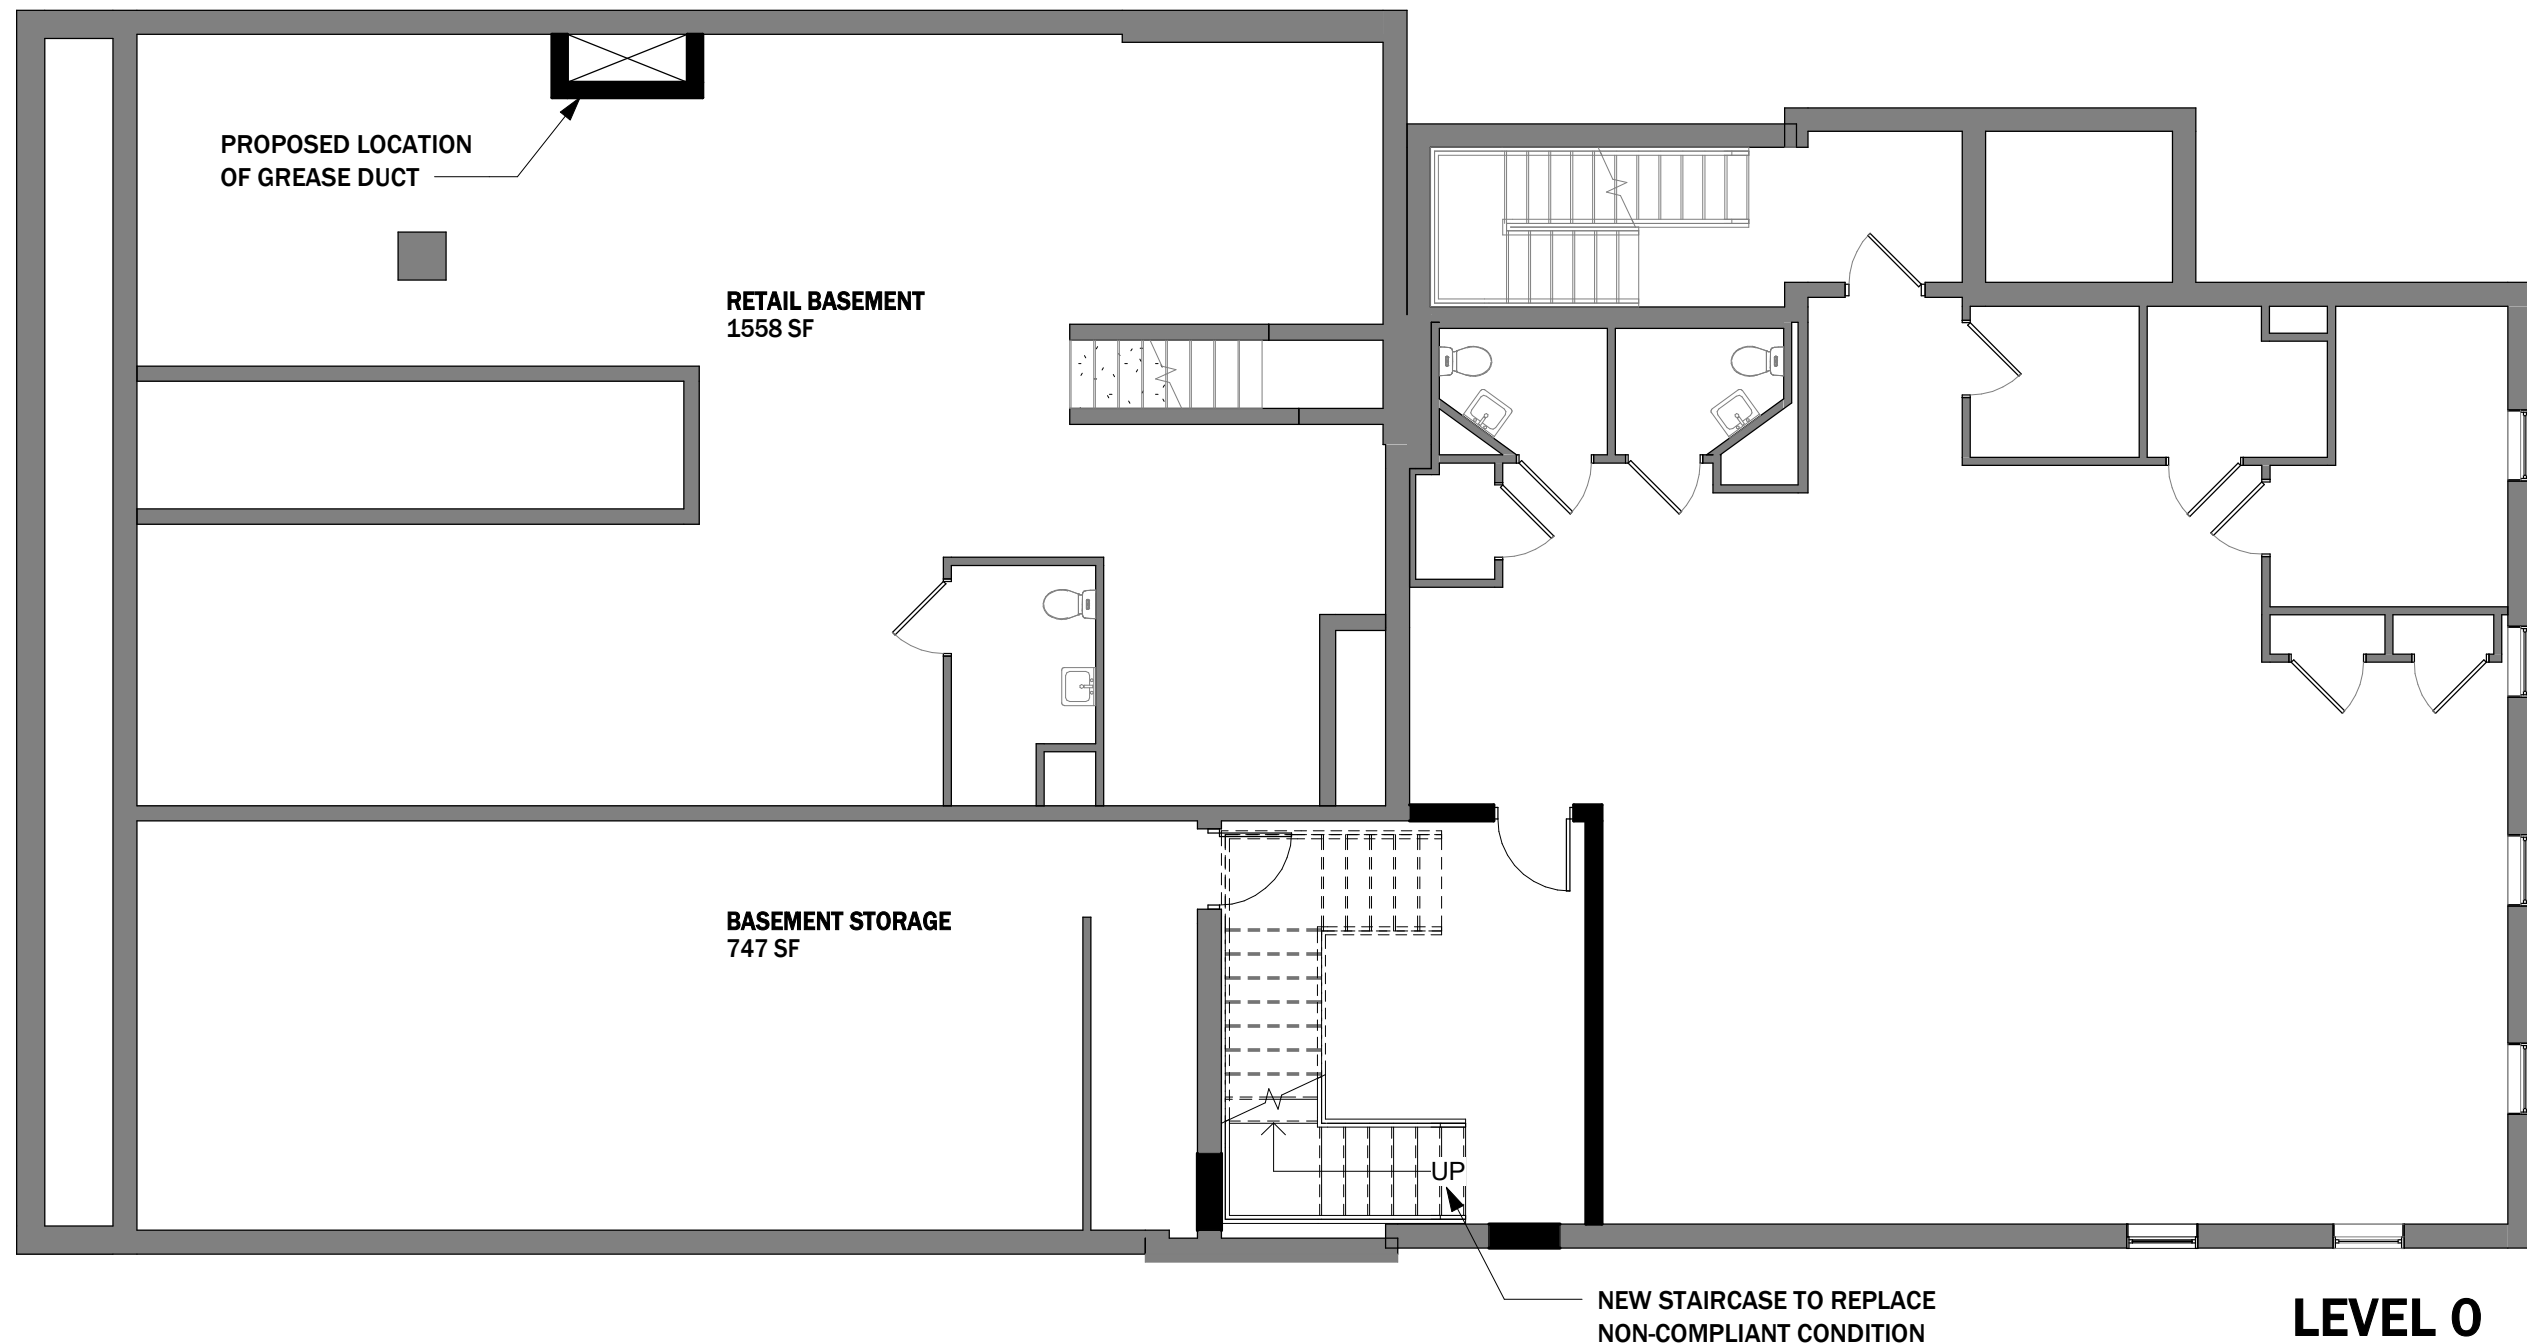 PROPOSED LOCATION
OF GREASE DUCT
RETAIL BASEMENT
1558 SF
BASEMENT STORAGE
747 SF
UP
NEW STAIRCASE TO REPLACE
NON-COMPLIANT CONDITION
LEVEL 0